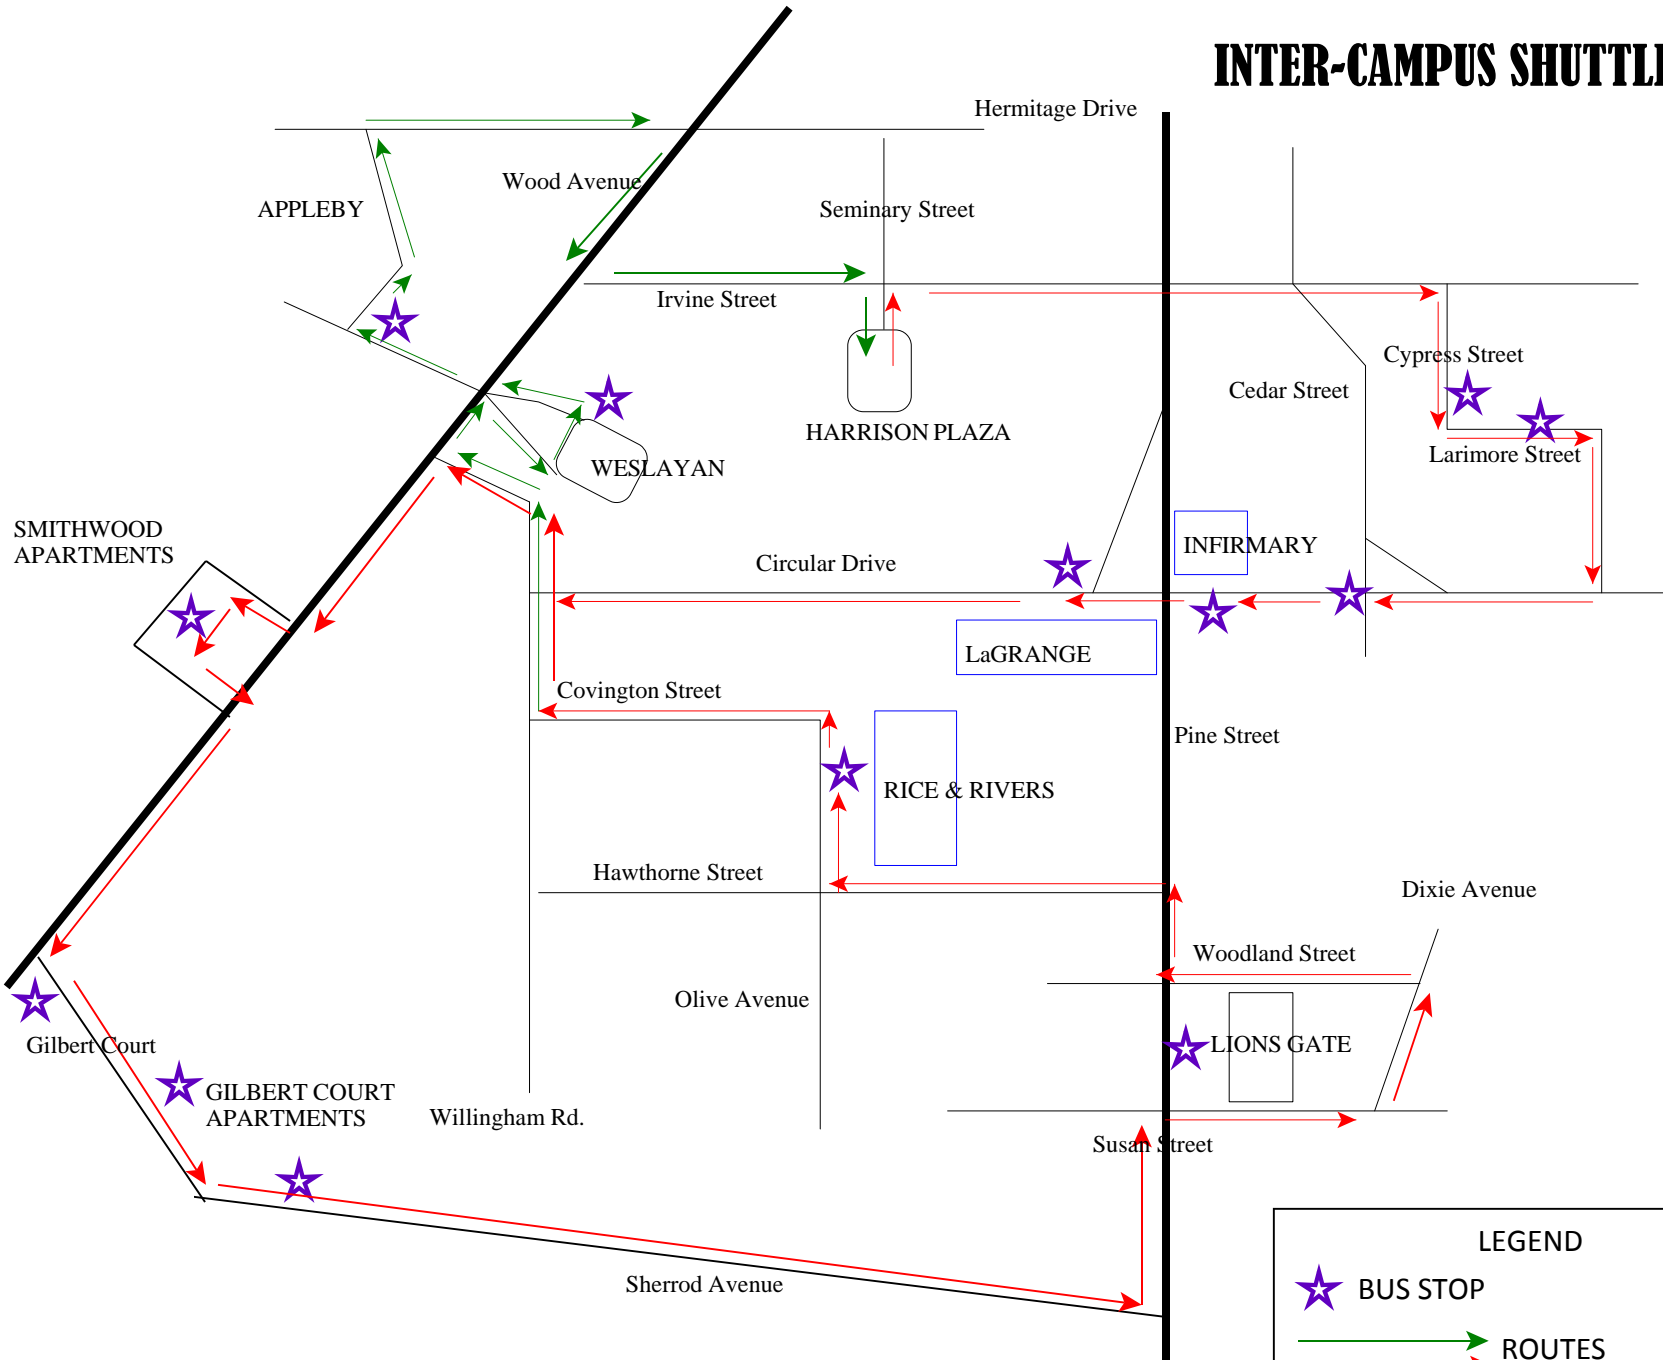 INTER-CAMPUS SHUTTLE
Hermitage Drive
Wood Avenue
APPLEBY
Seminary Street
Irvine Street
Cypress Street
Cedar Street
HARRISON PLAZA
Larimore Street
WESLAYAN
SMITHWOOD
APARTMENTS
INFIRMARY
Circular Drive
LaGRANGE
Covington Street
Pine Street
RICE & RIVERS
Hawthorne Street
Dixie Avenue
Woodland Street
Olive Avenue
Gilbert Court
LIONS GATE
GILBERT COURT
APARTMENTS
Willingham Rd.
Susan Street
Sherrod Avenue
LEGEND
BUS STOP
ROUTES